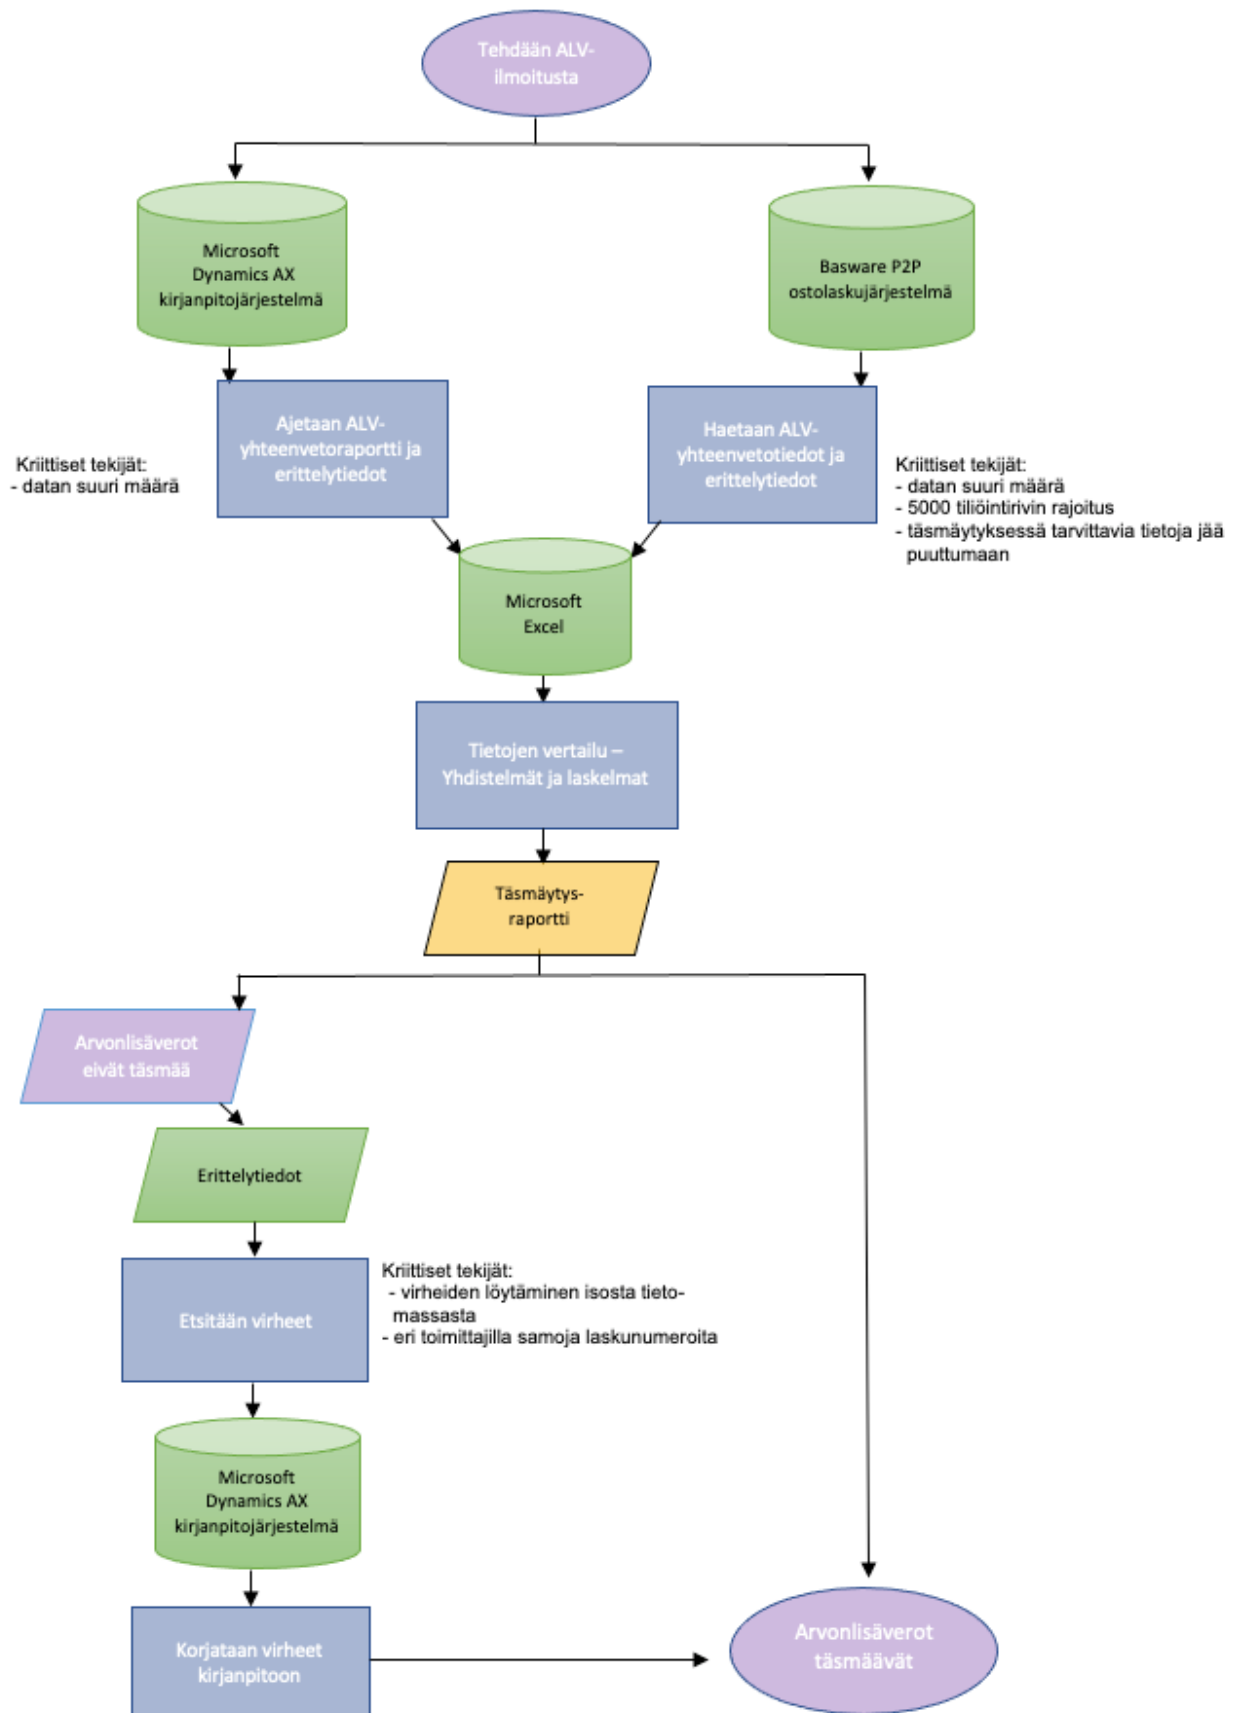 Tehdään ALV-
ilmoitusta
Microsoft
Dynamics AX
kirjanpitojärjestelmä
Basware P2P
ostolaskujärjestelmä
Ajetaan ALV-
yhteenvetoraportti ja
erittelytiedot
Haetaan ALV-
yhteenvetotiedot ja
erittelytiedot
Kriittiset tekijät:
- datan suuri määrä
Kriittiset tekijät:
- datan suuri määrä
- 5000 tiliöintirivin rajoitus
- täsmäytyksessä tarvittavia tietoja jää
puuttumaan
Microsoft
Excel
Tietojen vertailu –
Yhdistelmät ja laskelmat
Täsmäytys-
raportti
Arvonlisäverot
eivät täsmää
Erittelytiedot
Etsitään virheet
Kriittiset tekijät:
- virheiden löytäminen isosta tieto-
massasta
- eri toimittajilla samoja laskunumeroita
Microsoft
Dynamics AX
kirjanpitojärjestelmä
Korjataan virheet
kirjanpitoon
Arvonlisäverot
täsmäävät